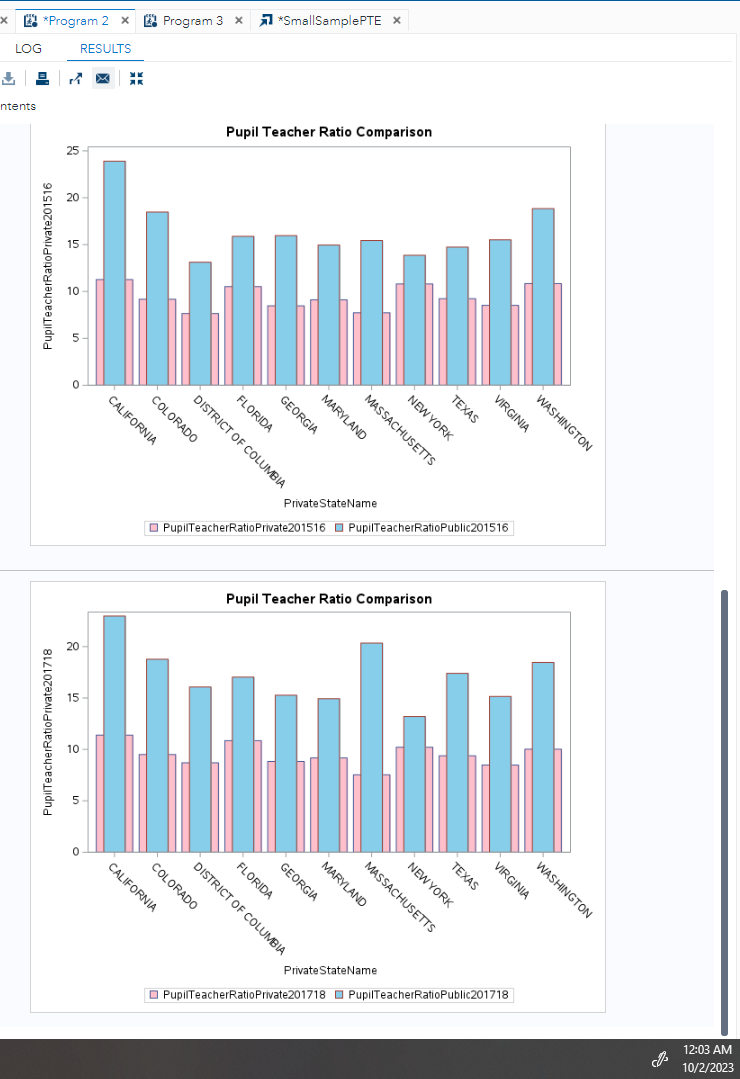 × *Program 2 × Program 3 × *SmallSamplePTE ×
LOG RESULTS
ntents
Pupil Teacher Ratio Comparison
PupilTeacherRatioPrivate201516
25
20
15
10
5
0
CALIFORNIA
COLORADO
DISTRICT OF COLUMBIA
FLORIDA
GEORGIA
MARYLAND
MASSACHUSETTS
NEW YORK
TEXAS
VIRGINIA
WASHINGTON
PrivateStateName
PupilTeacherRatioPrivate201516 PupilTeacherRatioPublic201516
Pupil Teacher Ratio Comparison
PupilTeacherRatioPrivate201718
20
15
10
5
0
CALIFORNIA
COLORADO
DISTRICT OF COLUMBIA
FLORIDA
GEORGIA
MARYLAND
MASSACHUSETTS
NEW YORK
TEXAS
VIRGINIA
WASHINGTON
PrivateStateName
PupilTeacherRatioPrivate201718 PupilTeacherRatioPublic201718
12:03 AM
10/2/2023